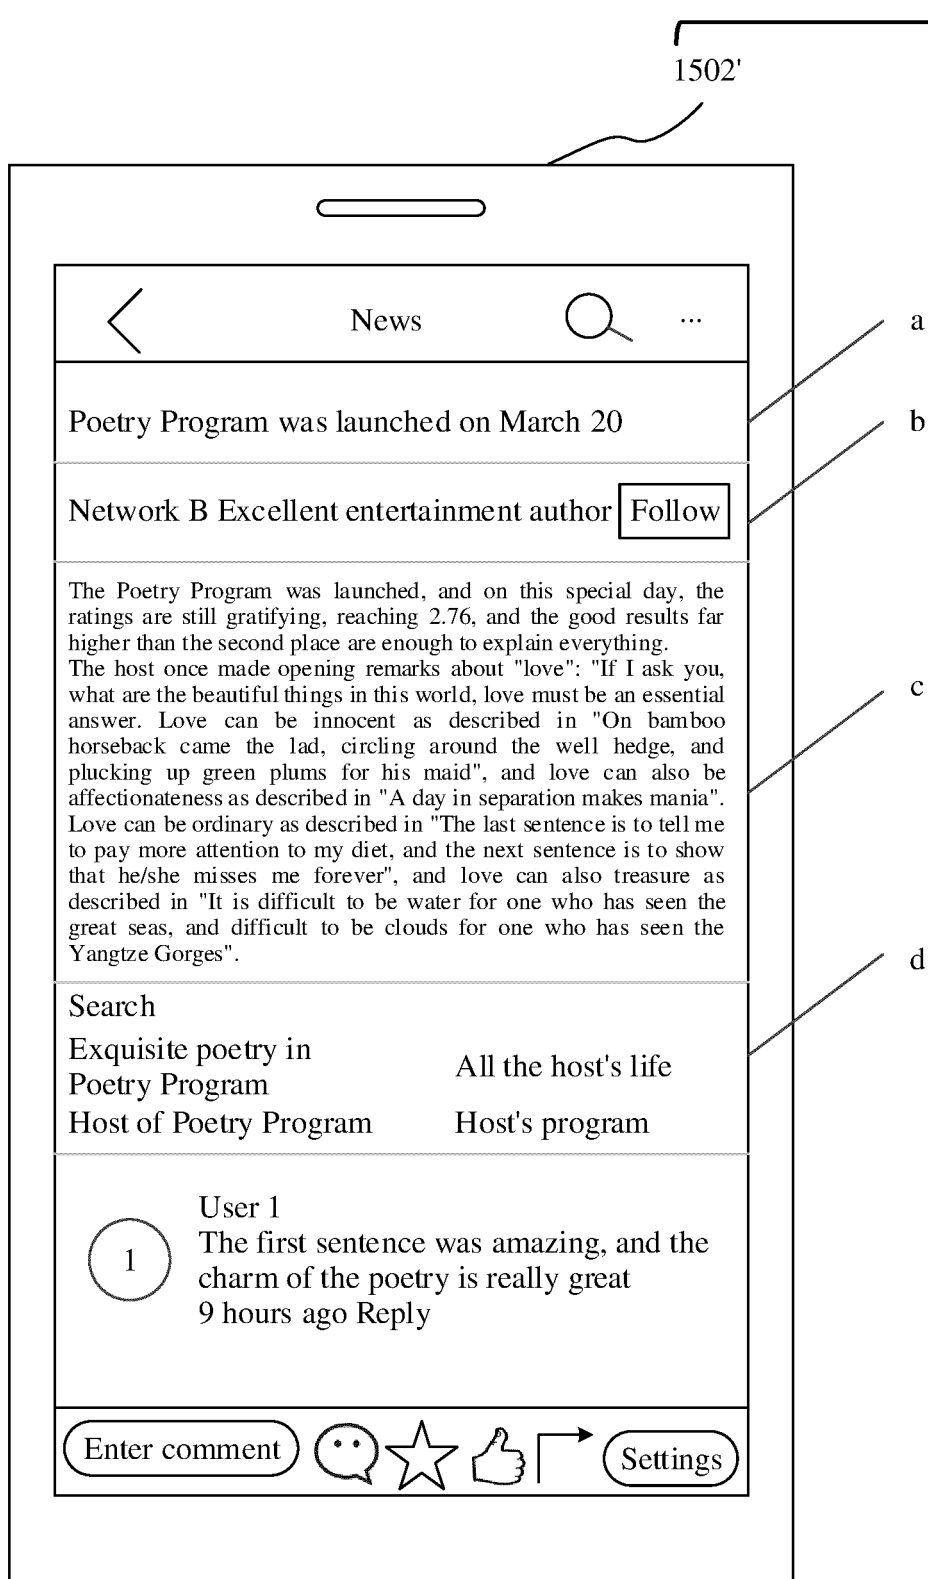 1502'
News ...
a
Poetry Program was launched on March 20
b
Network B Excellent entertainment author Follow
The Poetry Program was launched, and on this special day, the
ratings are still gratifying, reaching 2.76, and the good results far
higher than the second place are enough to explain everything.
The host once made opening remarks about "love": "If I ask you,
what are the beautiful things in this world, love must be an essential
c
answer. Love can be innocent as described in "On bamboo
horseback came the lad, circling around the well hedge, and
plucking up green plums for his maid", and love can also be
affectionateness as described in "A day in separation makes mania".
Love can be ordinary as described in "The last sentence is to tell me
to pay more attention to my diet, and the next sentence is to show
that he/she misses me forever", and love can also treasure as
described in "It is difficult to be water for one who has seen the
great seas, and difficult to be clouds for one who has seen the
Yangtze Gorges".
d
Search
Exquisite poetry in
Poetry Program
All the host's life
Host of Poetry Program
Host's program
User 1
1
The first sentence was amazing, and the
charm of the poetry is really great
9 hours ago Reply
Enter comment
Settings